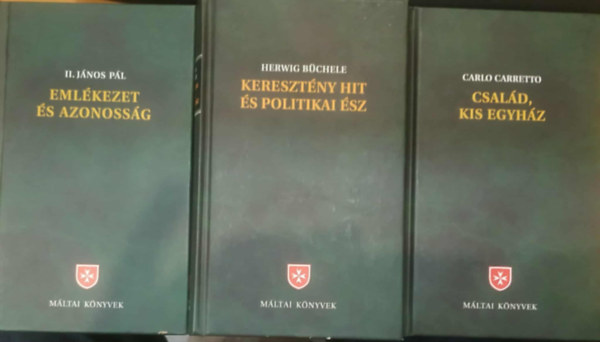 II. JÁNOS PÁL
EMLÉKEZET
ÉS AZONOSSÁG
MÁLTAI KÖNYVEK
HERWIG BÜCHELE
KERESZTÉNY HIT
ÉS POLITIKAI ÉSZ
MÁLTAI KÖNYVEK
CARLO CARRETTO
CSALÁD,
KIS EGYHÁZ
MÁLTAI KÖNYVEK